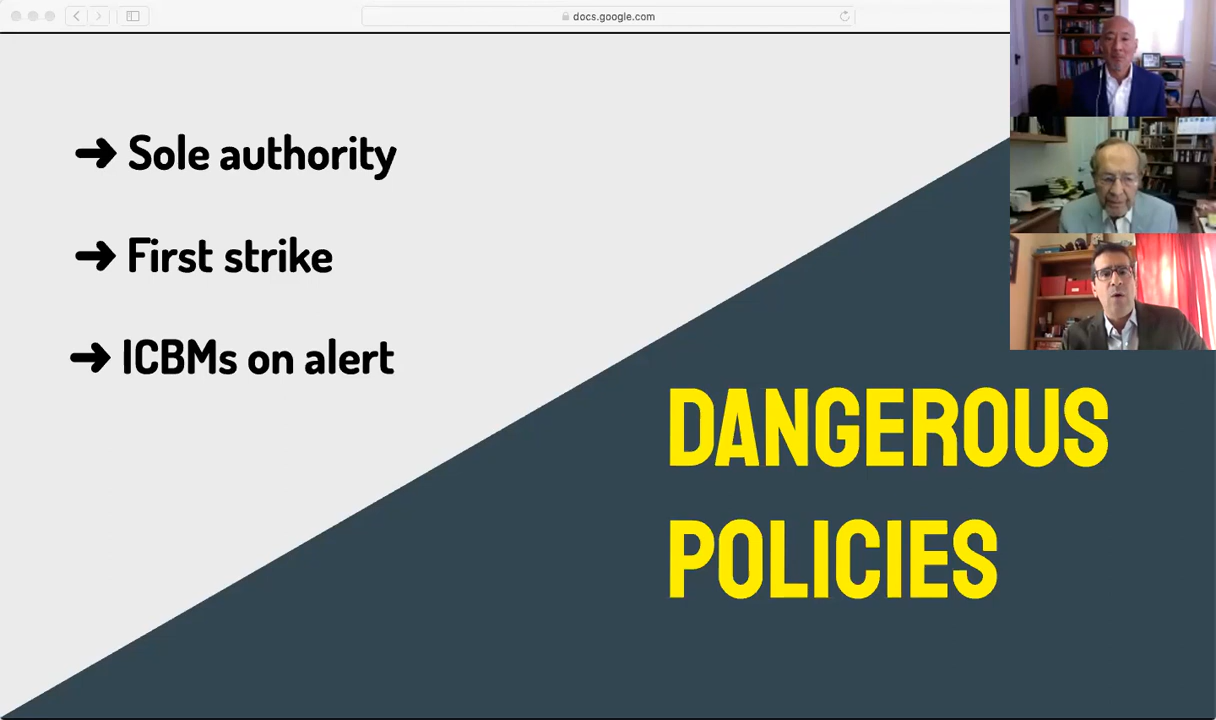 docs.google.com
➜ Sole authority
➜ First strike
➜ ICBMs on alert
DANGEROUS
POLICIES